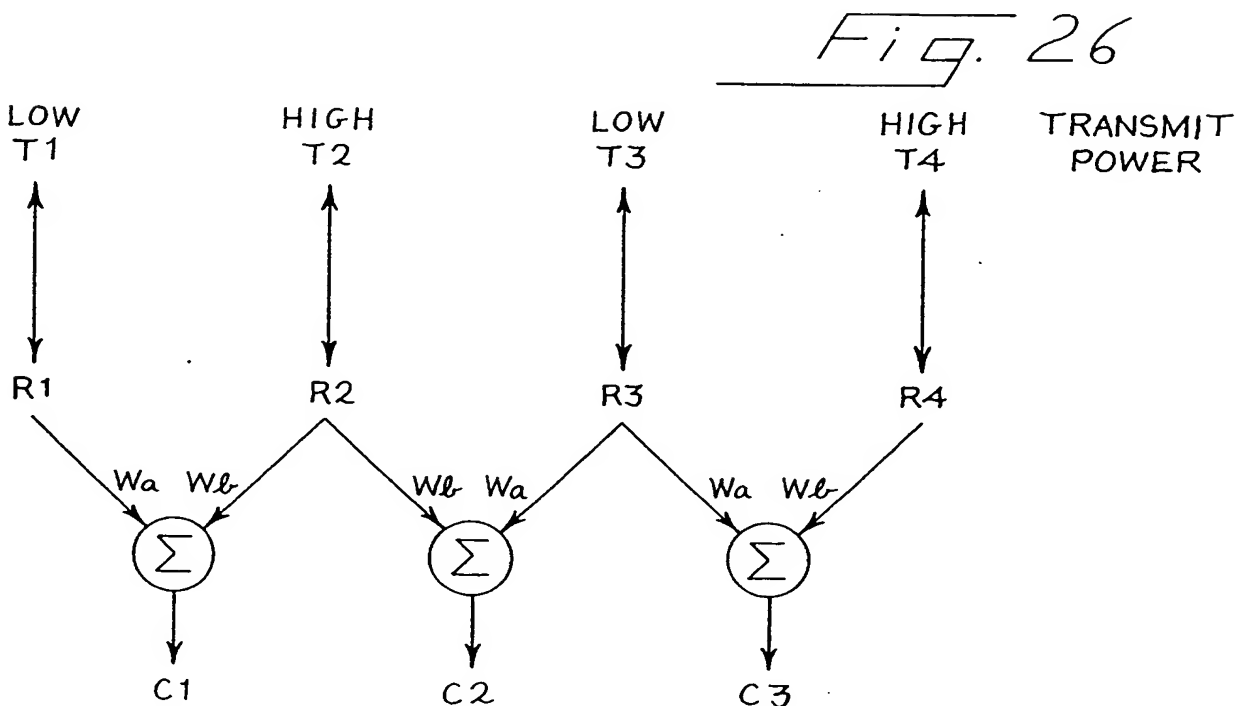 Fig. 26
LOW HIGH LOW HIGH TRANSMIT
T1 T2 T3 T4 POWER
R1 R2 R3 R4
Wa Wb Wb Wa Wa Wb
Σ Σ Σ
C1 C2 C3